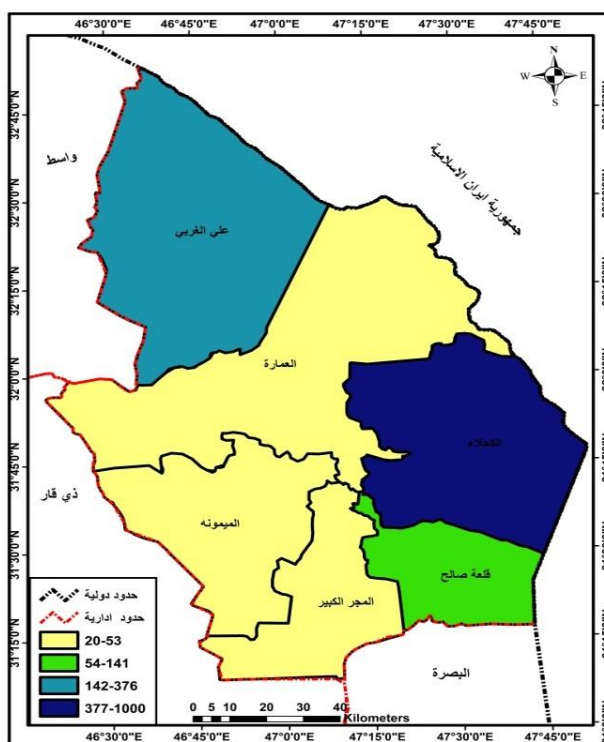 46°30'0"E 46°45'0"E 47°0'0"E 47°15'0"E 47°30'0"E 47°45'0"E
N
W E
S
32°45'0"N
32°30'0"N
32°15'0"N
32°0'0"N
31°45'0"N
31°30'0"N
31°15'0"N
واسط
جمهورية ايران الاسلامية
علي الغربي
العمارة
الكحلاء
ذي قار
الميمونه
قلعة صالح
المجر الكبير
البصرة
حدود دولية
حدود ادارية
20-53
54-141
142-376
377-1000
0 5 10 20 30 40
Kilometers
46°30'0"E 46°45'0"E 47°0'0"E 47°15'0"E 47°30'0"E 47°45'0"E